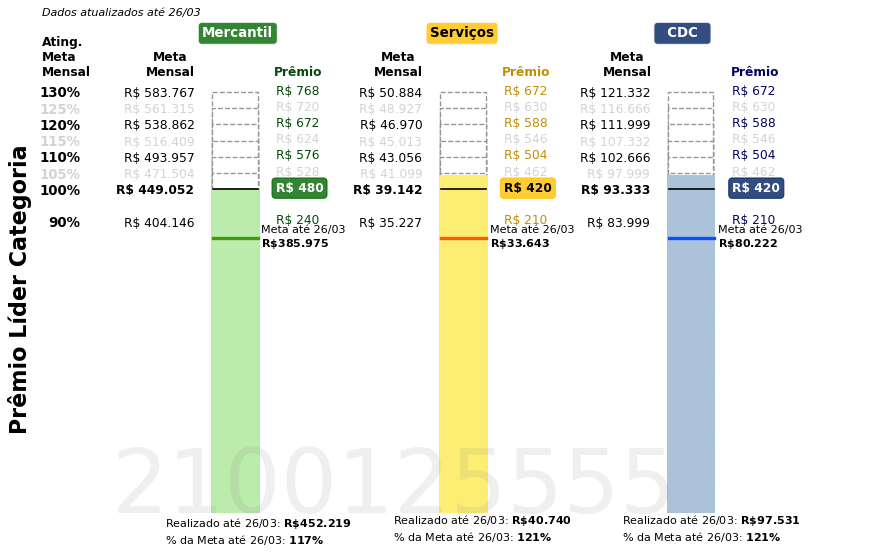 Dados atualizados até 26/03
Mercantil Serviços CDC
Ating. Meta Mensal
Meta Mensal Prêmio Meta Mensal Prêmio Meta Mensal Prêmio
130% R$ 583.767 R$ 768 R$ 50.884 R$ 672 R$ 121.332 R$ 672
125% R$ 561.315 R$ 720 R$ 48.927 R$ 630 R$ 116.666 R$ 630
120% R$ 538.862 R$ 672 R$ 46.970 R$ 588 R$ 111.999 R$ 588
115% R$ 516.409 R$ 624 R$ 45.013 R$ 546 R$ 107.332 R$ 546
110% R$ 493.957 R$ 576 R$ 43.056 R$ 504 R$ 102.666 R$ 504
105% R$ 471.504 R$ 528 R$ 41.099 R$ 462 R$ 97.999 R$ 462
100% R$ 449.052 R$ 480 R$ 39.142 R$ 420 R$ 93.333 R$ 420
90% R$ 404.146 R$ 240 R$ 35.227 R$ 210 R$ 83.999 R$ 210
Meta até 26/03 Meta até 26/03 Meta até 26/03
R$385.975 R$33.643 R$80.222
Prêmio Líder Categoria
2100125555
Realizado até 26/03: R$452.219 Realizado até 26/03: R$40.740 Realizado até 26/03: R$97.531
% da Meta até 26/03: 117% % da Meta até 26/03: 121% % da Meta até 26/03: 121%